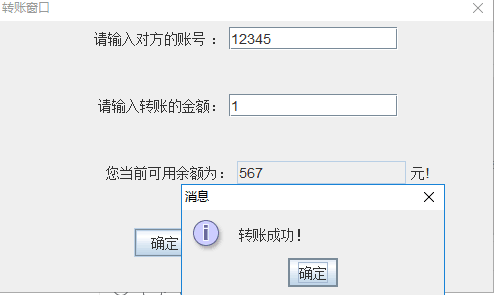 转账窗口
请输入对方的账号：
12345
请输入转账的金额：
1
您当前可用余额为：
567
元!
消息
转账成功！
确定
确定